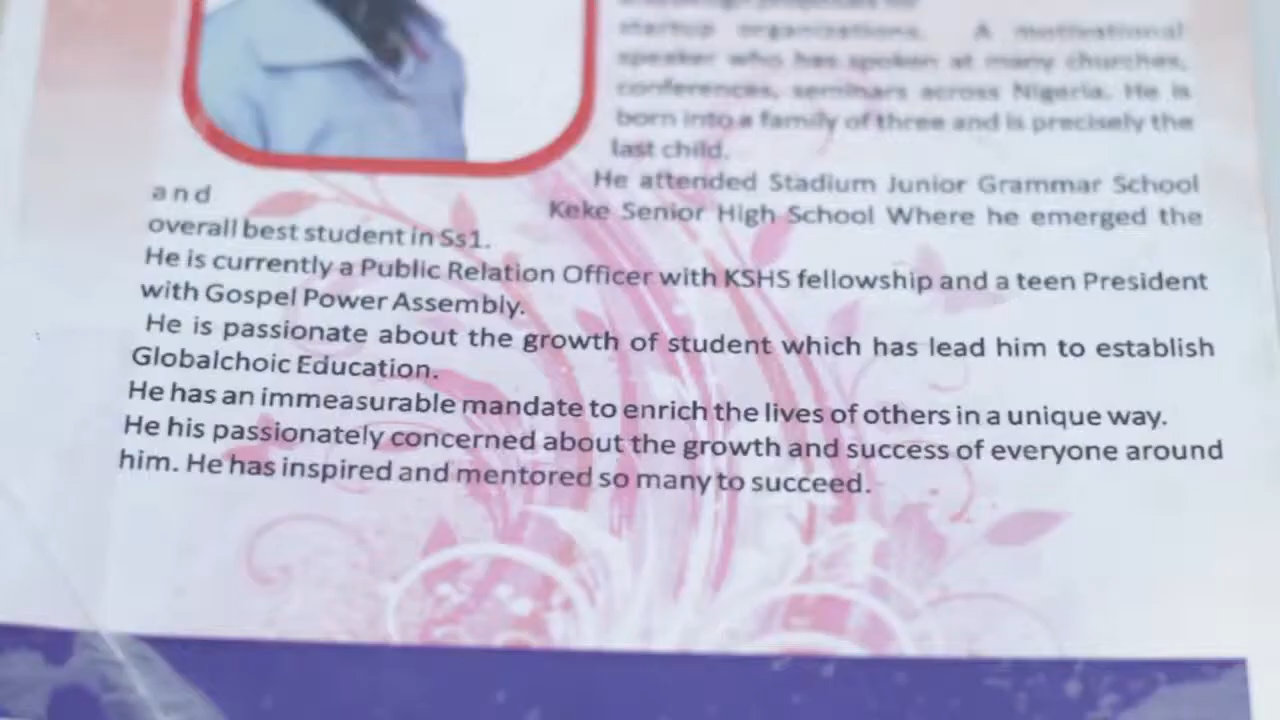 startup organizations. A motivational
speaker who has spoken at many churches,
conferences, seminars across Nigeria. He is
born into a family of three and is precisely the
last child.
He attended Stadium Junior Grammar School
and
Keke Senior High School Where he emerged the
overall best student in Ss1.
He is currently a Public Relation Officer with KSHS fellowship and a teen President
with Gospel Power Assembly.
He is passionate about the growth of student which has lead him to establish
Globalchoic Education.
He has an immeasurable mandate to enrich the lives of others in a unique way.
He his passionately concerned about the growth and success of everyone around
him. He has inspired and mentored so many to succeed.